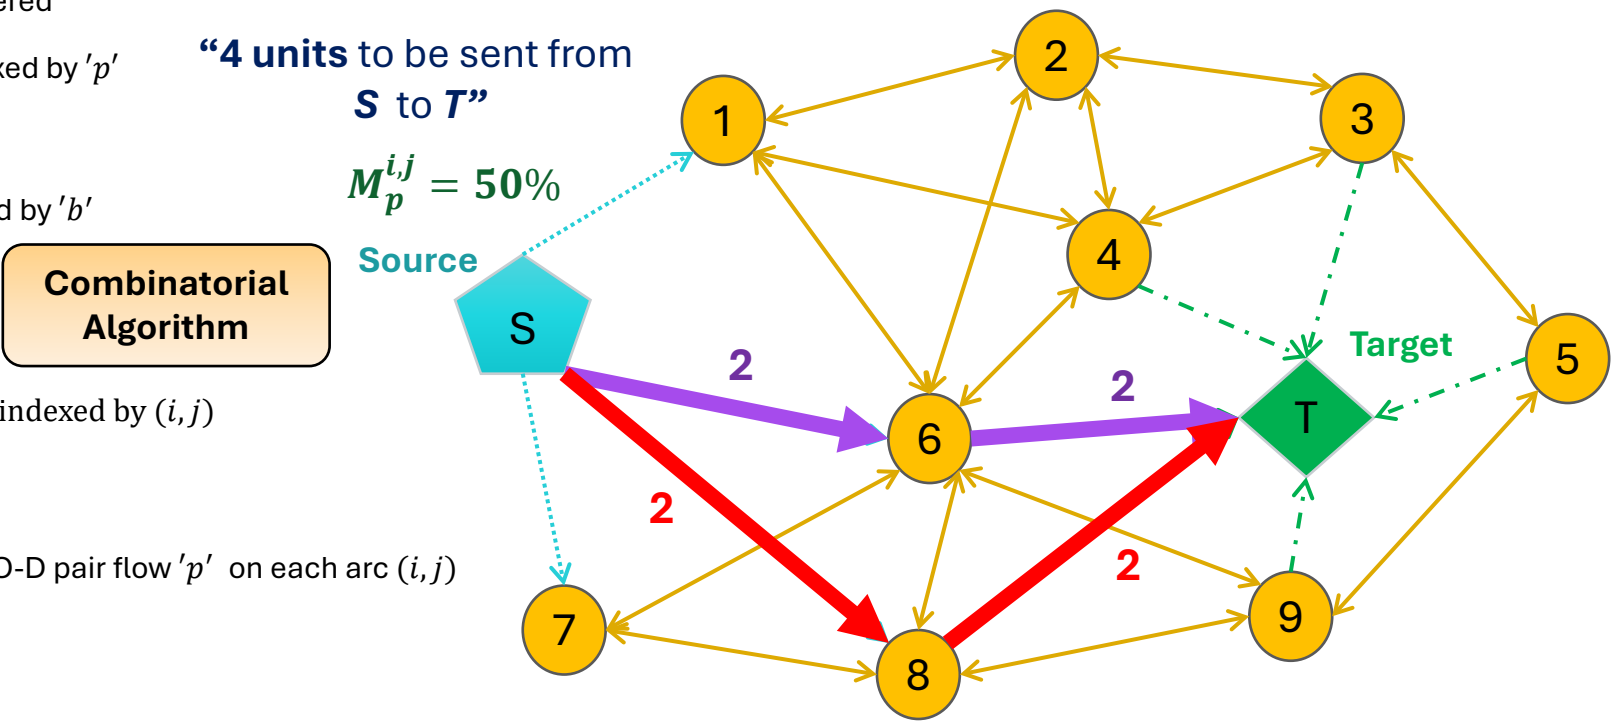 xed by ′p′
“4 units to be sent from
S to T”
M_p^{i,j} = 50%
d by ′b′
Combinatorial
Algorithm
indexed by (i, j)
O-D pair flow ′p′ on each arc (i, j)
Source
Target
S
1
2
3
4
5
6
7
8
9
T
2
2
2
2